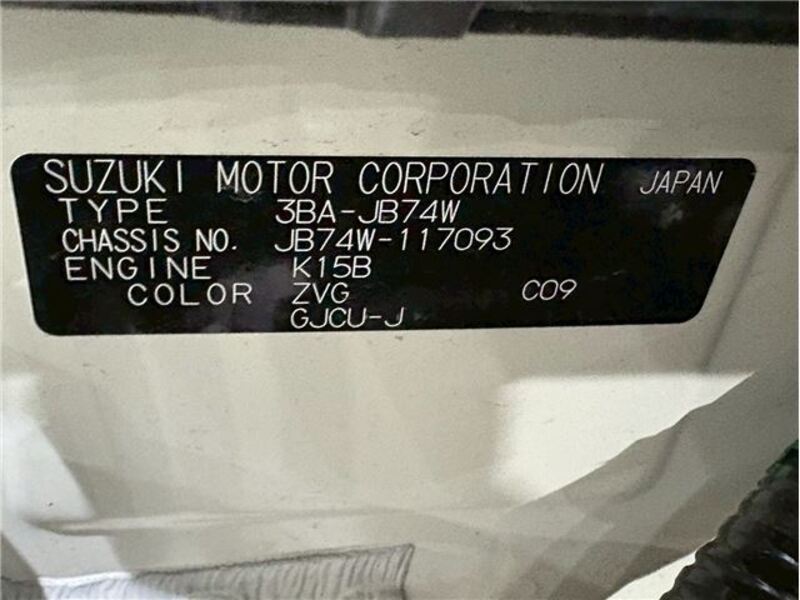 SUZUKI MOTOR CORPORATION JAPAN
TYPE 3BA-JB74W
CHASSIS NO. JB74W-117093
ENGINE K15B
COLOR ZVG C09
GJCU-J